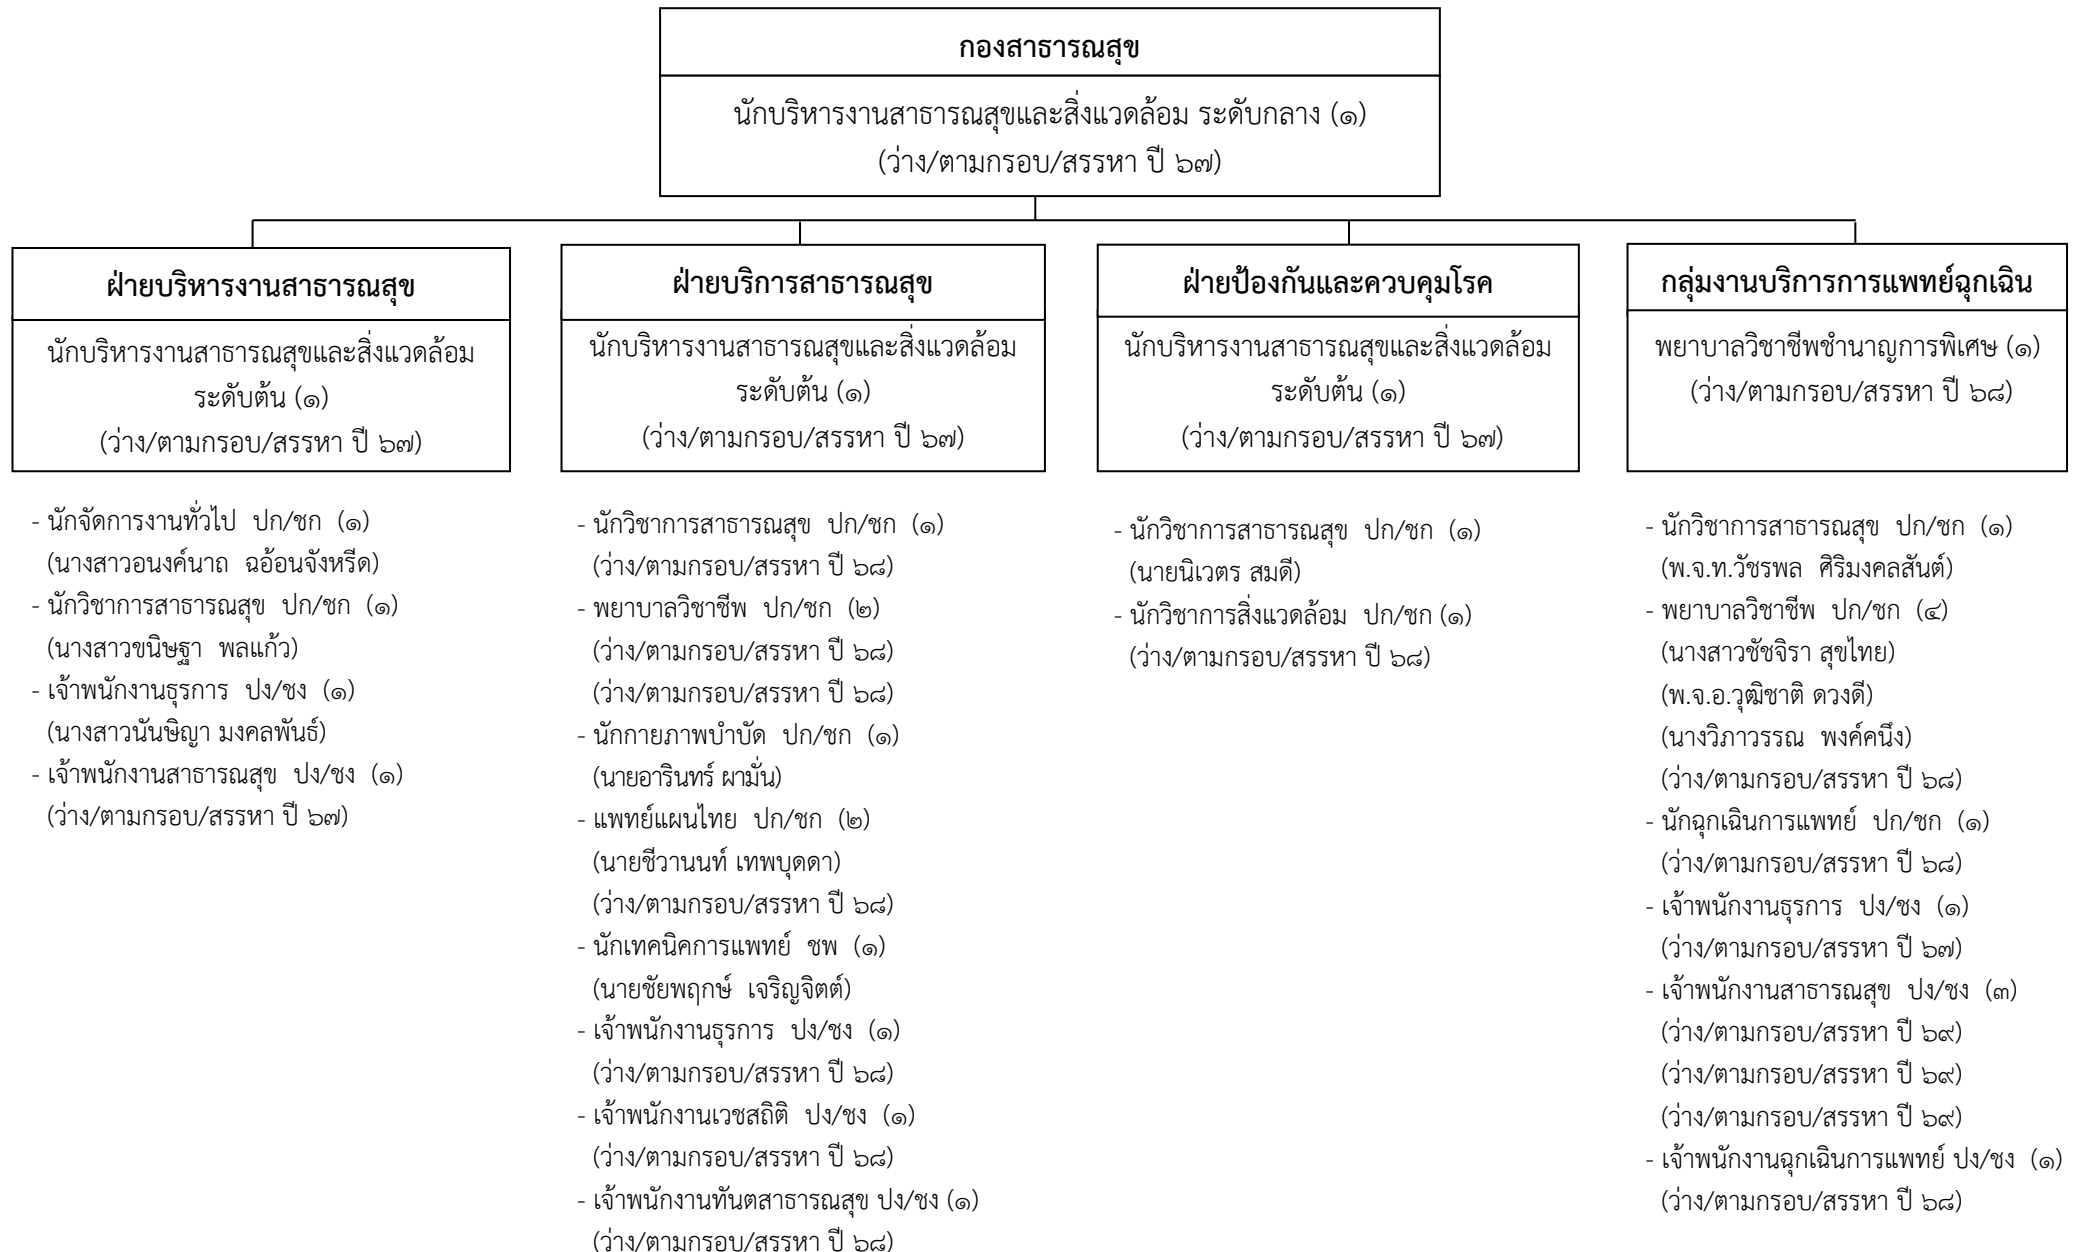 กองสาธารณสุข
นักบริหารงานสาธารณสุขและสิ่งแวดล้อม ระดับกลาง (๑)
(ว่าง/ตามกรอบ/สรรหา ปี ๖๗)
ฝ่ายบริหารงานสาธารณสุข
นักบริหารงานสาธารณสุขและสิ่งแวดล้อม
ระดับต้น (๑)
(ว่าง/ตามกรอบ/สรรหา ปี ๖๗)
- นักจัดการงานทั่วไป ปก/ชก (๑)
(นางสาวอนงค์นาถ ฉอ้อนจังหรีด)
- นักวิชาการสาธารณสุข ปก/ชก (๑)
(นางสาวขนิษฐา พลแก้ว)
- เจ้าพนักงานธุรการ ปง/ชง (๑)
(นางสาวนันษิญา มงคลพันธ์)
- เจ้าพนักงานสาธารณสุข ปง/ชง (๑)
(ว่าง/ตามกรอบ/สรรหา ปี ๖๗)
ฝ่ายบริการสาธารณสุข
นักบริหารงานสาธารณสุขและสิ่งแวดล้อม
ระดับต้น (๑)
(ว่าง/ตามกรอบ/สรรหา ปี ๖๗)
- นักวิชาการสาธารณสุข ปก/ชก (๑)
(ว่าง/ตามกรอบ/สรรหา ปี ๖๘)
- พยาบาลวิชาชีพ ปก/ชก (๒)
(ว่าง/ตามกรอบ/สรรหา ปี ๖๘)
(ว่าง/ตามกรอบ/สรรหา ปี ๖๘)
- นักกายภาพบำบัด ปก/ชก (๑)
(นายอารินทร์ ผามั่น)
- แพทย์แผนไทย ปก/ชก (๒)
(นายชีวานนท์ เทพบุดดา)
(ว่าง/ตามกรอบ/สรรหา ปี ๖๘)
- นักเทคนิคการแพทย์ ชพ (๑)
(นายชัยพฤกษ์ เจริญจิตต์)
- เจ้าพนักงานธุรการ ปง/ชง (๑)
(ว่าง/ตามกรอบ/สรรหา ปี ๖๘)
- เจ้าพนักงานเวชสถิติ ปง/ชง (๑)
(ว่าง/ตามกรอบ/สรรหา ปี ๖๘)
- เจ้าพนักงานทันตสาธารณสุข ปง/ชง (๑)
(ว่าง/ตามกรอบ/สรรหา ปี ๖๘)
ฝ่ายป้องกันและควบคุมโรค
นักบริหารงานสาธารณสุขและสิ่งแวดล้อม
ระดับต้น (๑)
(ว่าง/ตามกรอบ/สรรหา ปี ๖๗)
- นักวิชาการสาธารณสุข ปก/ชก (๑)
(นายนิเวตร สมดี)
- นักวิชาการสิ่งแวดล้อม ปก/ชก (๑)
(ว่าง/ตามกรอบ/สรรหา ปี ๖๘)
กลุ่มงานบริการการแพทย์ฉุกเฉิน
พยาบาลวิชาชีพชำนาญการพิเศษ (๑)
(ว่าง/ตามกรอบ/สรรหา ปี ๖๘)
- นักวิชาการสาธารณสุข ปก/ชก (๑)
(พ.จ.ท.วัชรพล ศิริมงคลสันต์)
- พยาบาลวิชาชีพ ปก/ชก (๔)
(นางสาวชัชจิรา สุขไทย)
(พ.จ.อ.วุฒิชาติ ดวงดี)
(นางวิภาวรรณ พงค์คนึง)
(ว่าง/ตามกรอบ/สรรหา ปี ๖๘)
- นักฉุกเฉินการแพทย์ ปก/ชก (๑)
(ว่าง/ตามกรอบ/สรรหา ปี ๖๘)
- เจ้าพนักงานธุรการ ปง/ชง (๑)
(ว่าง/ตามกรอบ/สรรหา ปี ๖๗)
- เจ้าพนักงานสาธารณสุข ปง/ชง (๓)
(ว่าง/ตามกรอบ/สรรหา ปี ๖๙)
(ว่าง/ตามกรอบ/สรรหา ปี ๖๙)
(ว่าง/ตามกรอบ/สรรหา ปี ๖๙)
- เจ้าพนักงานฉุกเฉินการแพทย์ ปง/ชง (๑)
(ว่าง/ตามกรอบ/สรรหา ปี ๖๘)